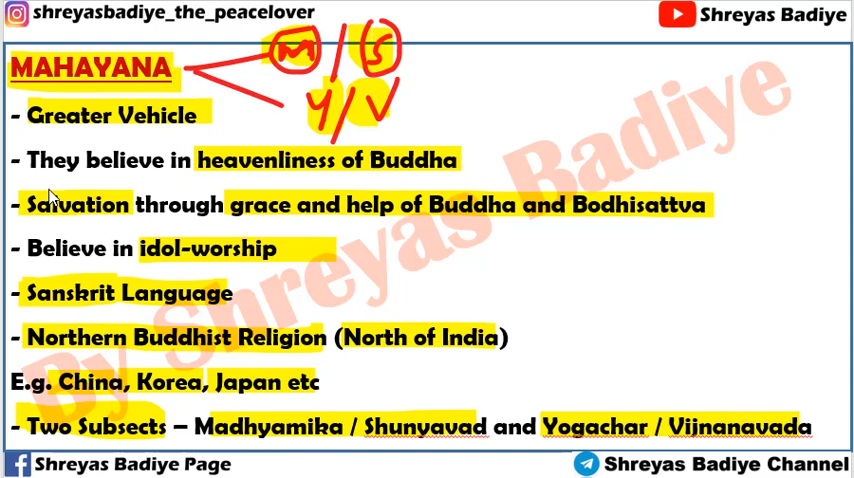 shreyasbadiye_the_peacelover
Shreyas Badiye
MAHAYANA
M / S
Y / V
- Greater Vehicle
- They believe in heavenliness of Buddha
- Salvation through grace and help of Buddha and Bodhisattva
- Believe in idol-worship
- Sanskrit Language
- Northern Buddhist Religion (North of India)
E.g. China, Korea, Japan etc
- Two Subsects – Madhyamika / Shunyavad and Yogachar / Vijnanavada
By Shreyas Badiye
Shreyas Badiye Page
Shreyas Badiye Channel